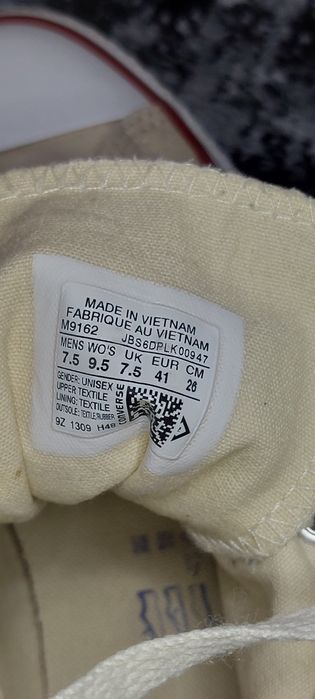 MADE IN VIETNAM
FABRIQUE AU VIETNAM
M9162 JBS6DPLK00947
MENS WO'S UK EUR CM
7.5 9.5 7.5 41 26
GENDER: UNISEX
UPPER TEXTILE
LINING: TEXTILE
OUTSOLE: TEXTILE/RUBBER
9Z 1309 H48
CONVERSE